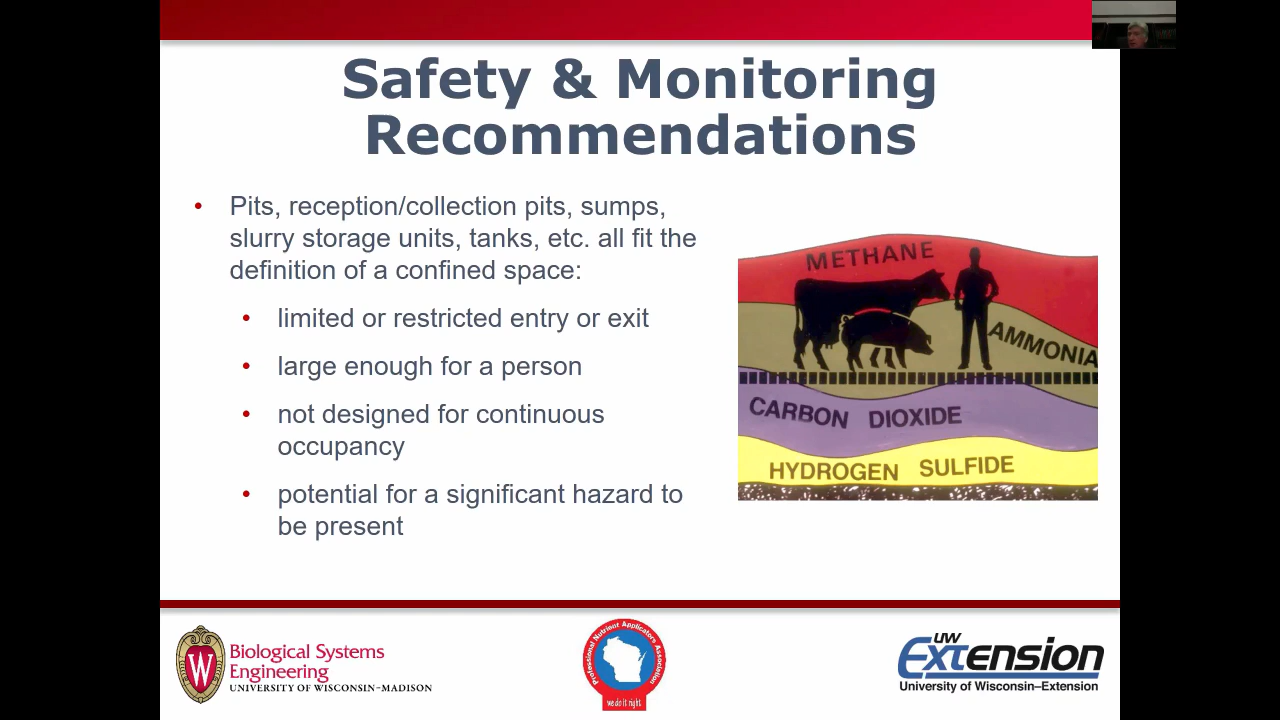 Safety & Monitoring
Recommendations
• Pits, reception/collection pits, sumps,
slurry storage units, tanks, etc. all fit the
definition of a confined space:
• limited or restricted entry or exit
• large enough for a person
• not designed for continuous
occupancy
• potential for a significant hazard to
be present
METHANE
AMMONIA
CARBON DIOXIDE
HYDROGEN SULFIDE
W
Biological Systems
Engineering
UNIVERSITY OF WISCONSIN–MADISON
Professional Nutrient Applicators Association
we do it right
UW
Extension
University of Wisconsin–Extension